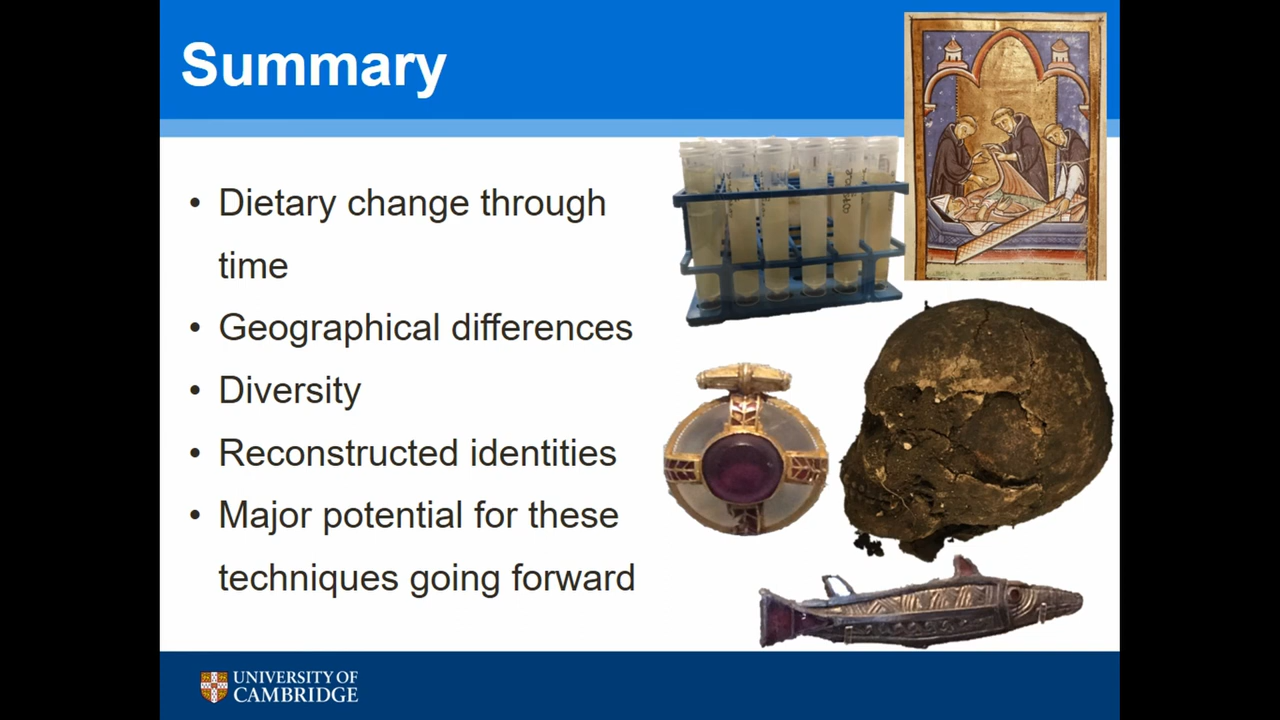 Summary
• Dietary change through
time
• Geographical differences
• Diversity
• Reconstructed identities
• Major potential for these
techniques going forward
UNIVERSITY OF
CAMBRIDGE